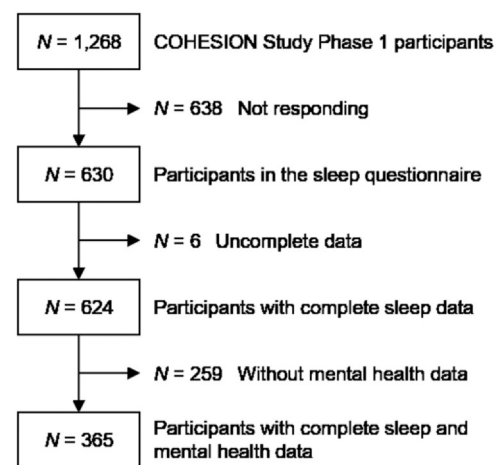 N = 1,268 COHESION Study Phase 1 participants
N = 638 Not responding
N = 630 Participants in the sleep questionnaire
N = 6 Uncomplete data
N = 624 Participants with complete sleep data
N = 259 Without mental health data
N = 365 Participants with complete sleep and
mental health data